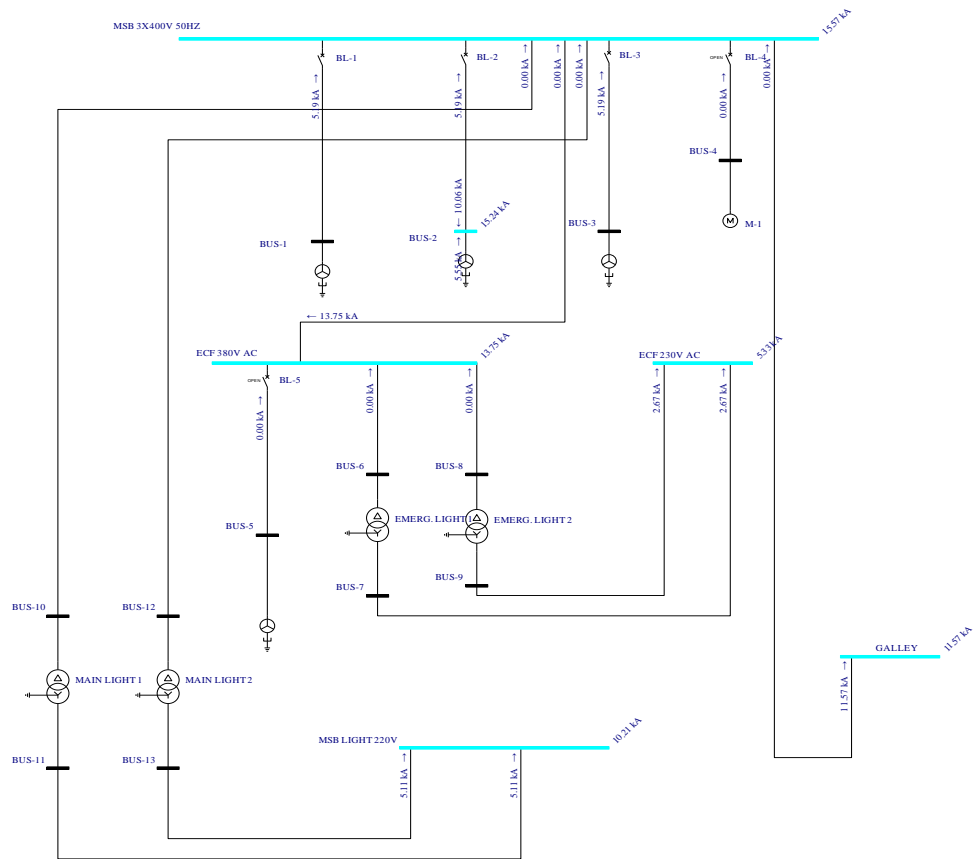 MSB 3X400V 50HZ
15.57 kA
BL-1
BL-2
BL-3
OPEN
BL-4
5.19 kA →
5.19 kA →
0.00 kA →
0.00 kA →
0.00 kA →
5.19 kA →
0.00 kA →
0.00 kA →
BUS-4
M
M-1
← 10.06 kA
15.24 kA
BUS-1
BUS-2
5.55 kA →
BUS-3
← 13.75 kA
ECF 380V AC
13.75 kA
ECF 230V AC
5.33 kA
OPEN
BL-5
0.00 kA →
0.00 kA →
0.00 kA →
2.67 kA →
2.67 kA →
BUS-6
BUS-8
BUS-5
EMERG. LIGHT 1
EMERG. LIGHT 2
BUS-7
BUS-9
BUS-10
BUS-12
GALLEY
11.57 kA
11.57 kA →
MAIN LIGHT 1
MAIN LIGHT 2
MSB LIGHT 220V
10.21 kA
BUS-11
BUS-13
5.11 kA →
5.11 kA →